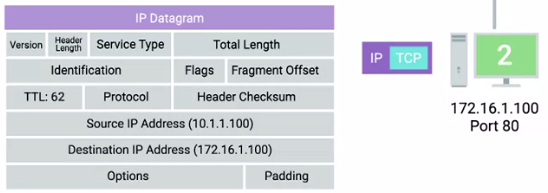 IP Datagram
Version Header Length Service Type Total Length
Identification Flags Fragment Offset
TTL: 62 Protocol Header Checksum
Source IP Address (10.1.1.100)
Destination IP Address (172.16.1.100)
Options Padding
IP TCP
2
172.16.1.100
Port 80